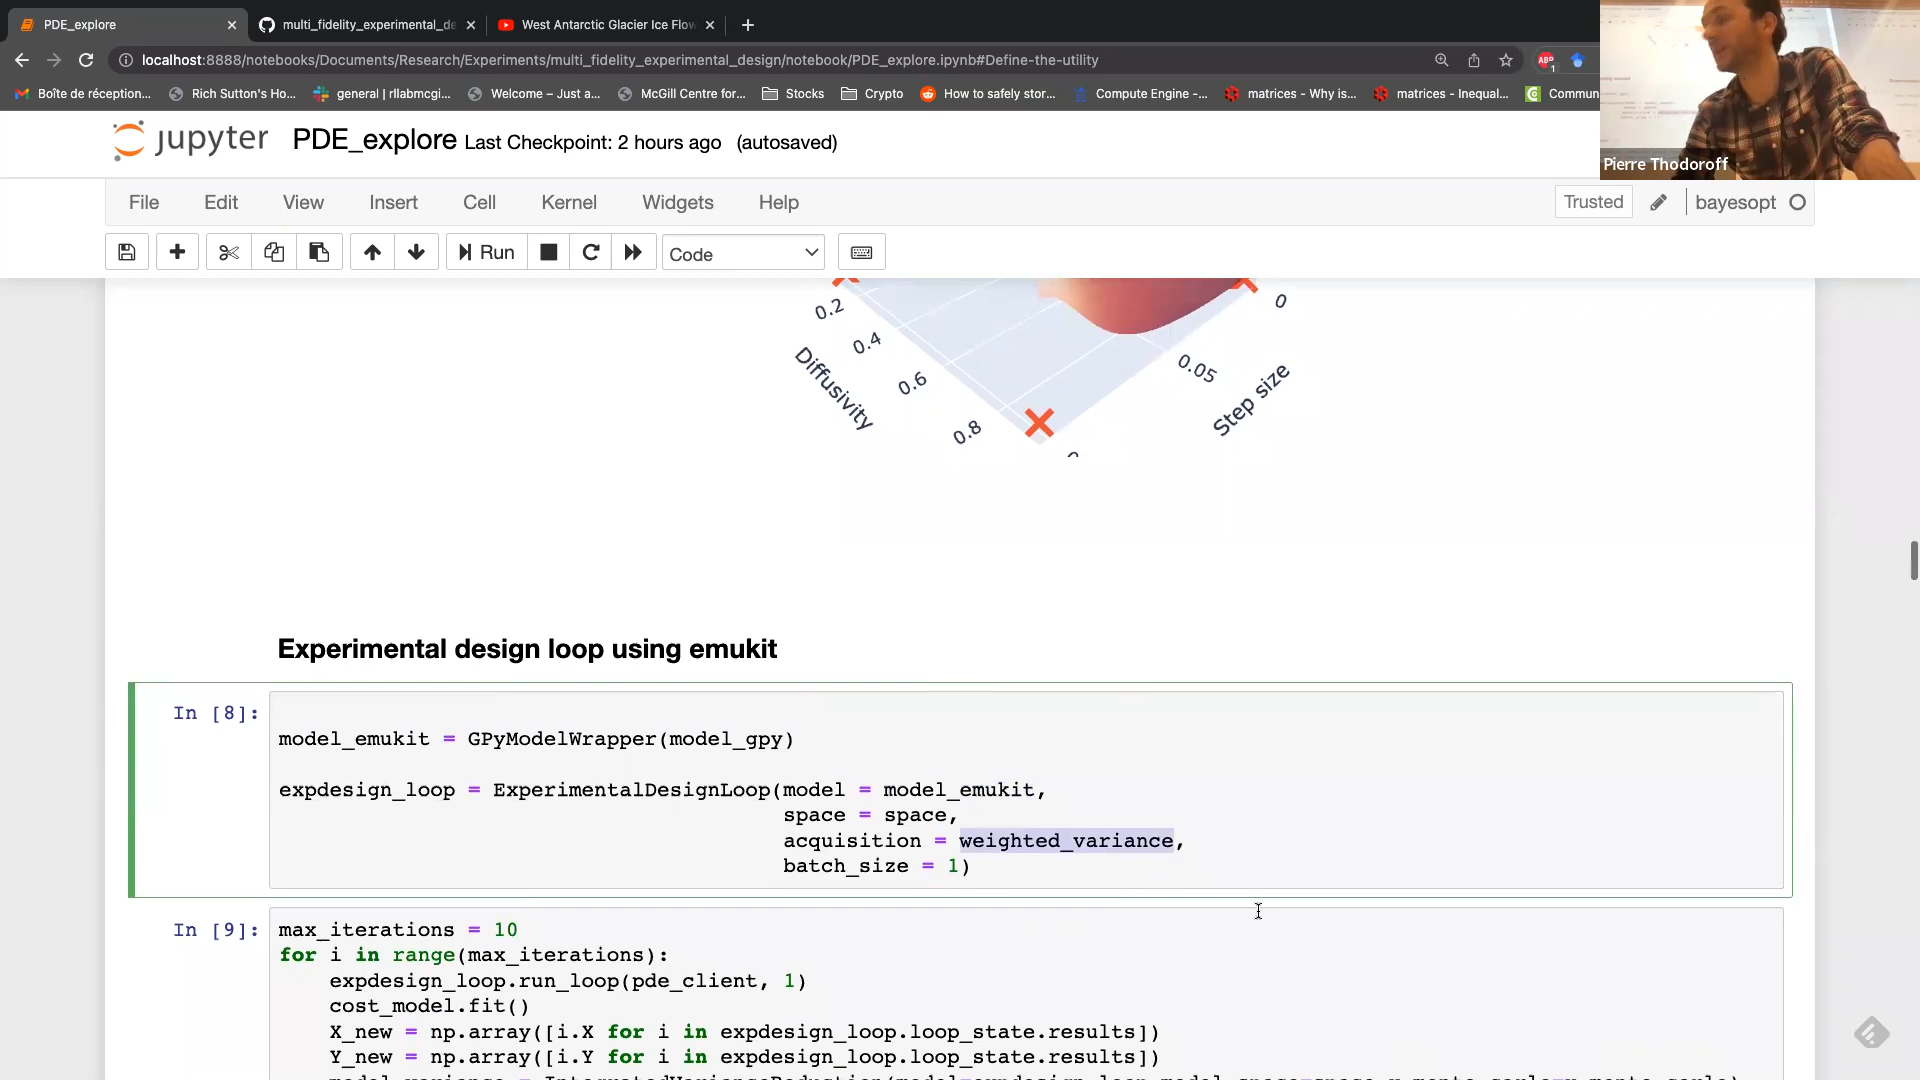 PDE_explore
multi_fidelity_experimental_de
West Antarctic Glacier Ice Flow
localhost:8888/notebooks/Documents/Research/Experiments/multi_fidelity_experimental_design/notebook/PDE_explore.ipynb#Define-the-utility
Boîte de réception... Rich Sutton's Ho... general | rllabmcgi... Welcome – Just a... McGill Centre for... Stocks Crypto How to safely stor... Compute Engine -... matrices - Why is... matrices - Inequal... Commun
ABP 1
Pierre Thodoroff
jupyter PDE_explore Last Checkpoint: 2 hours ago (autosaved)
File Edit View Insert Cell Kernel Widgets Help
Trusted bayesopt
Run Code
0.2
0.4
0.6
0.8
Diffusivity
0
0.05
Step size
Experimental design loop using emukit
In [8]:
model_emukit = GPyModelWrapper(model_gpy)
expdesign_loop = ExperimentalDesignLoop(model = model_emukit,
space = space,
acquisition = weighted_variance,
batch_size = 1)
In [9]:
max_iterations = 10
for i in range(max_iterations):
expdesign_loop.run_loop(pde_client, 1)
cost_model.fit()
X_new = np.array([i.X for i in expdesign_loop.loop_state.results])
Y_new = np.array([i.Y for i in expdesign_loop.loop_state.results])